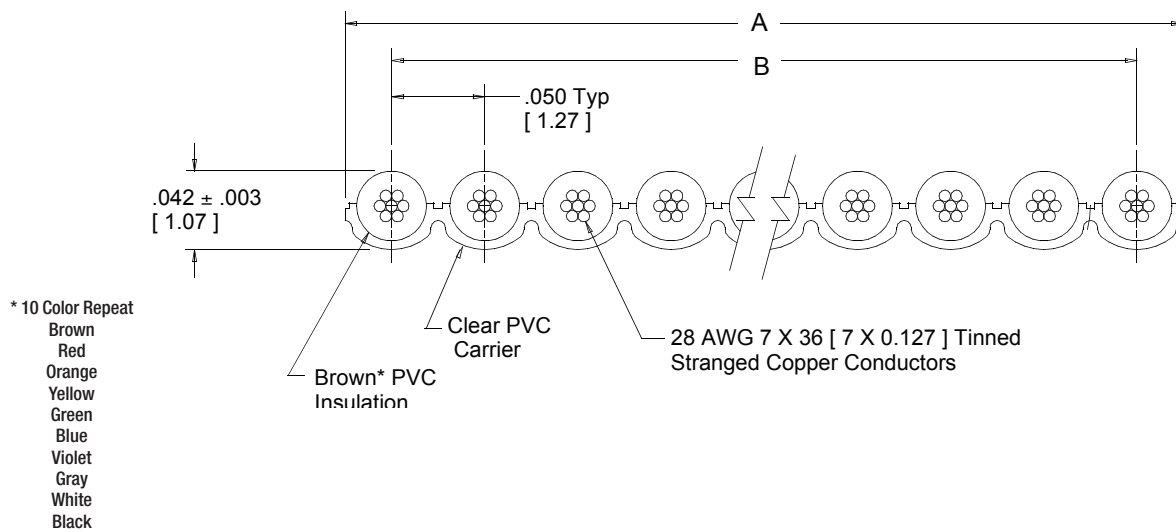 A
B
.050 Typ
[ 1.27 ]
.042 ± .003
[ 1.07 ]
* 10 Color Repeat
Brown
Red
Orange
Yellow
Green
Blue
Violet
Gray
White
Black
Clear PVC
Carrier
Brown* PVC
Insulation
28 AWG 7 X 36 [ 7 X 0.127 ] Tinned
Stranged Copper Conductors